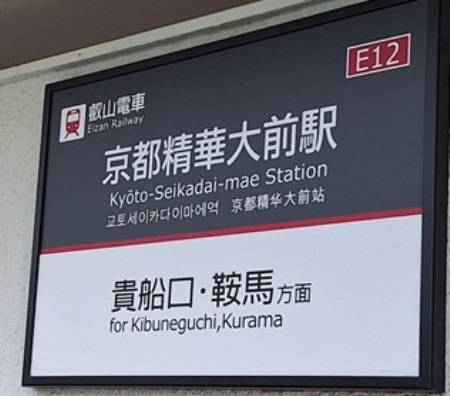 E12
叡山電車
Eizan Railway
京都精華大前駅
Kyōto-Seikadai-mae Station
교토세이카다이마에역 京都精华大前站
貴船口・鞍馬方面
for Kibuneguchi,Kurama